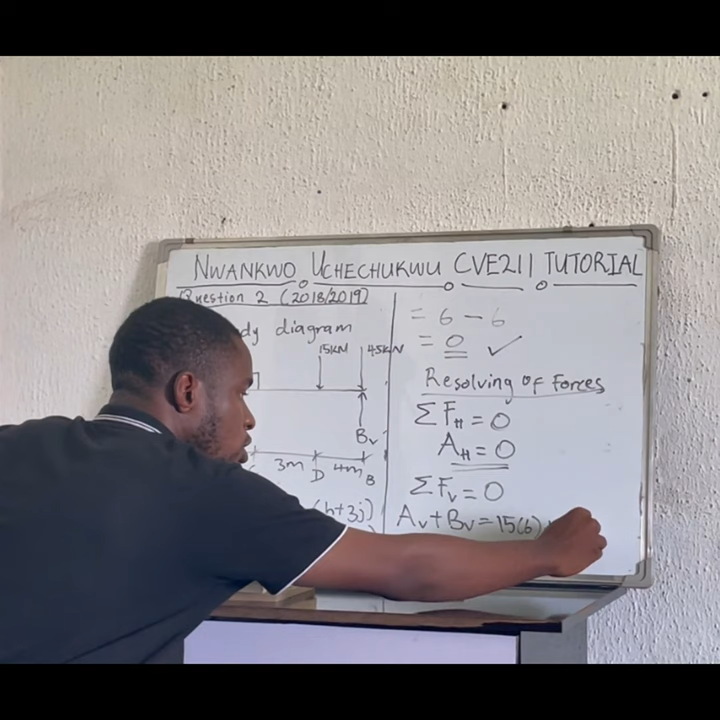 NWANKWO UCHECHUKWU CVE211 TUTORIAL
Question 2 (2018/2019)
dy diagram
15KN 45KN
Bv
3m D 4m B
(h+3j)
= 6 - 6
= 0 ✓
Resolving of Forces
ΣFH = 0
AH = 0
ΣFv = 0
Av + Bv = 15(6)